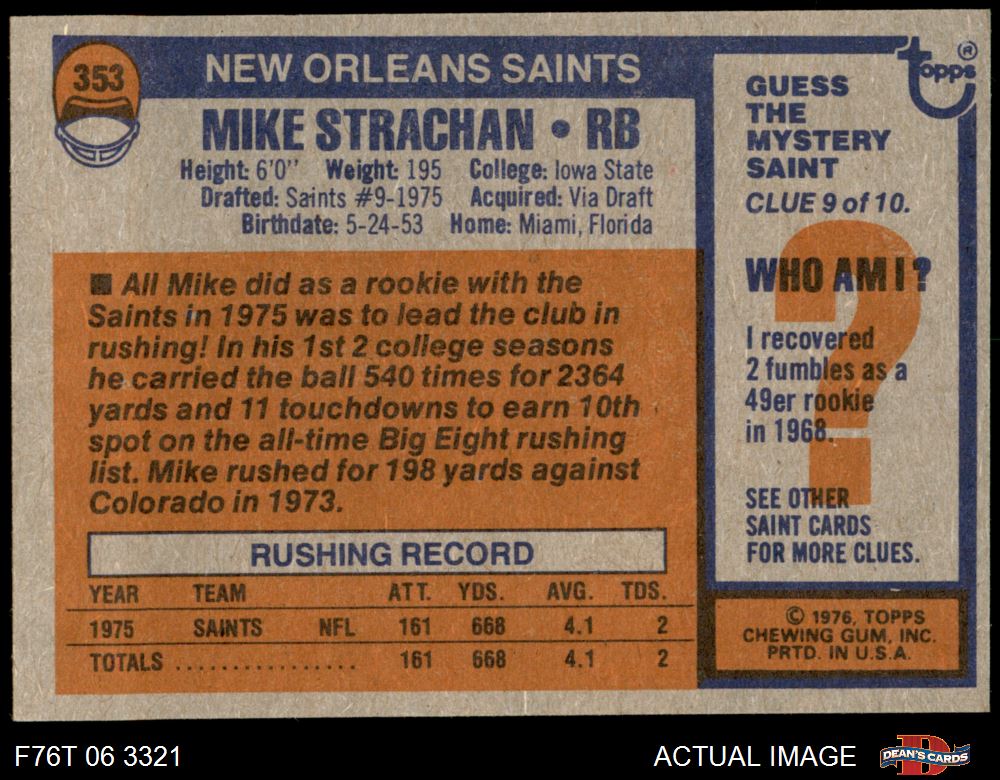 353
NEW ORLEANS SAINTS
MIKE STRACHAN • RB
Height: 6'0'' Weight: 195 College: Iowa State
Drafted: Saints #9-1975 Acquired: Via Draft
Birthdate: 5-24-53 Home: Miami, Florida
■ All Mike did as a rookie with the
Saints in 1975 was to lead the club in
rushing! In his 1st 2 college seasons
he carried the ball 540 times for 2364
yards and 11 touchdowns to earn 10th
spot on the all-time Big Eight rushing
list. Mike rushed for 198 yards against
Colorado in 1973.
RUSHING RECORD
YEAR TEAM ATT. YDS. AVG. TDS.
1975 SAINTS NFL 161 668 4.1 2
TOTALS ................ 161 668 4.1 2
topps ®
GUESS
THE
MYSTERY
SAINT
CLUE 9 of 10.
?
WHO AM I?
I recovered
2 fumbles as a
49er rookie
in 1968.
SEE OTHER
SAINT CARDS
FOR MORE CLUES.
© 1976, TOPPS
CHEWING GUM, INC.
PRTD. IN U.S.A.
F76T 06 3321
ACTUAL IMAGE
D
DEAN'S CARDS